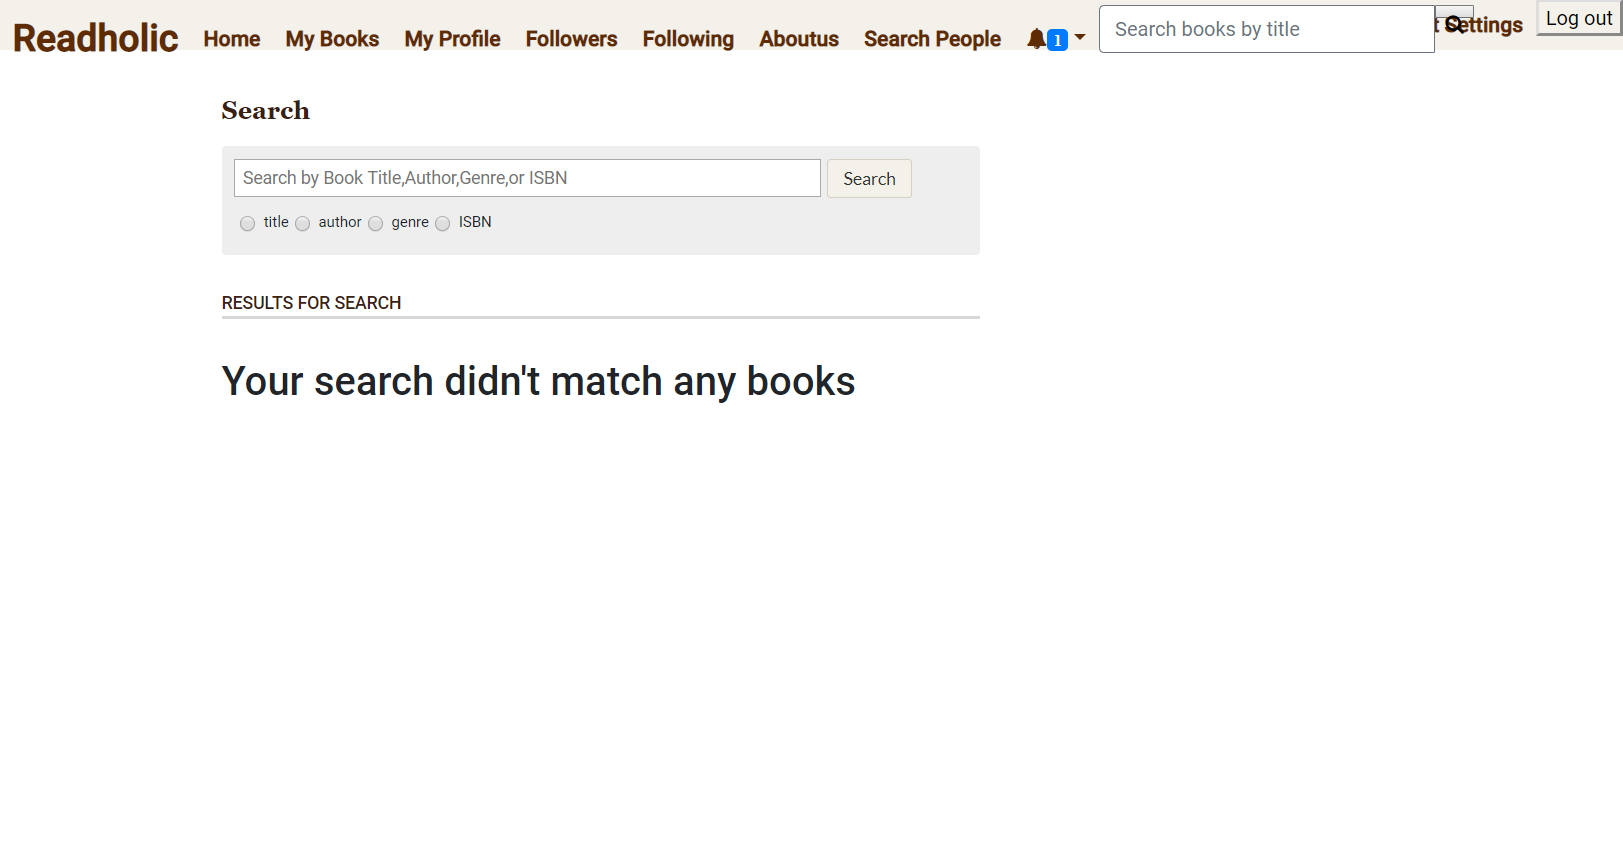 Readholic Home My Books My Profile Followers Following Aboutus Search People 1 Search books by title t Settings Log out
Search
Search by Book Title,Author,Genre,or ISBN Search
title author genre ISBN
RESULTS FOR SEARCH
Your search didn't match any books